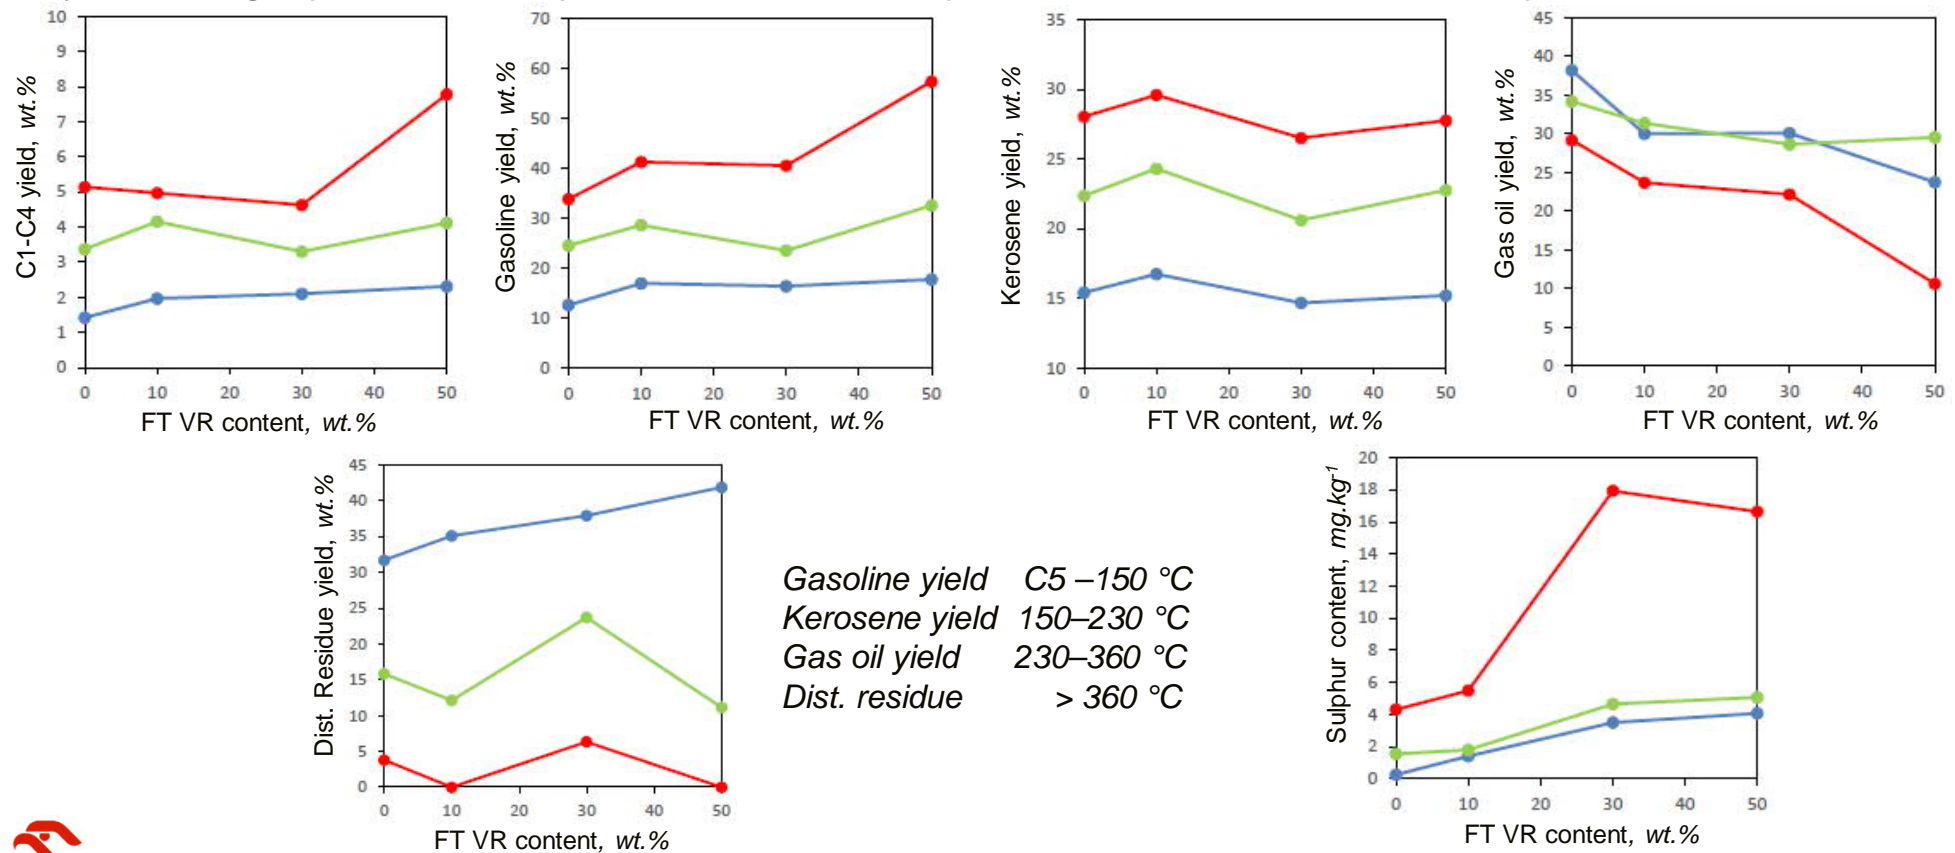 10
9
8
7
6
5
4
3
2
1
0
C1-C4 yield, wt.%
0 10 20 30 40 50
FT VR content, wt.%
70
60
50
40
30
20
10
0
Gasoline yield, wt.%
0 10 20 30 40 50
FT VR content, wt.%
35
30
25
20
15
10
Kerosene yield, wt.%
0 10 20 30 40 50
FT VR content, wt.%
45
40
35
30
25
20
15
10
5
0
Gas oil yield, wt.%
0 10 20 30 40 50
FT VR content, wt.%
45
40
35
30
25
20
15
10
5
0
Dist. Residue yield, wt.%
0 10 20 30 40 50
FT VR content, wt.%
Gasoline yield C5 –150 °C
Kerosene yield 150–230 °C
Gas oil yield 230–360 °C
Dist. residue > 360 °C
20
18
16
14
12
10
8
6
4
2
0
Sulphur content, mg.kg-1
0 10 20 30 40 50
FT VR content, wt.%